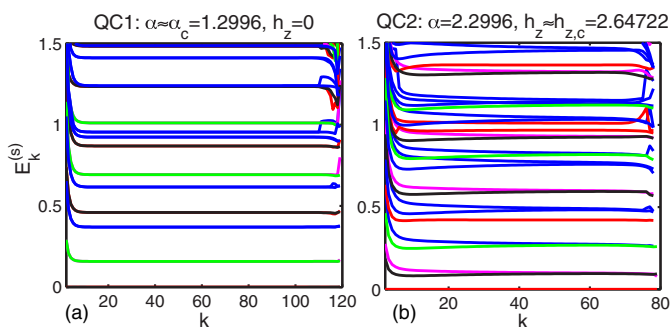 QC1: α≈α_c=1.2996, h_z=0
QC2: α=2.2996, h_z≈h_{z,c}=2.64722
E_k^{(s)}
1.5
1
0.5
0
20 40 60 80 100 120
(a)
k
1.5
1
0.5
0
20 40 60 80
(b)
k